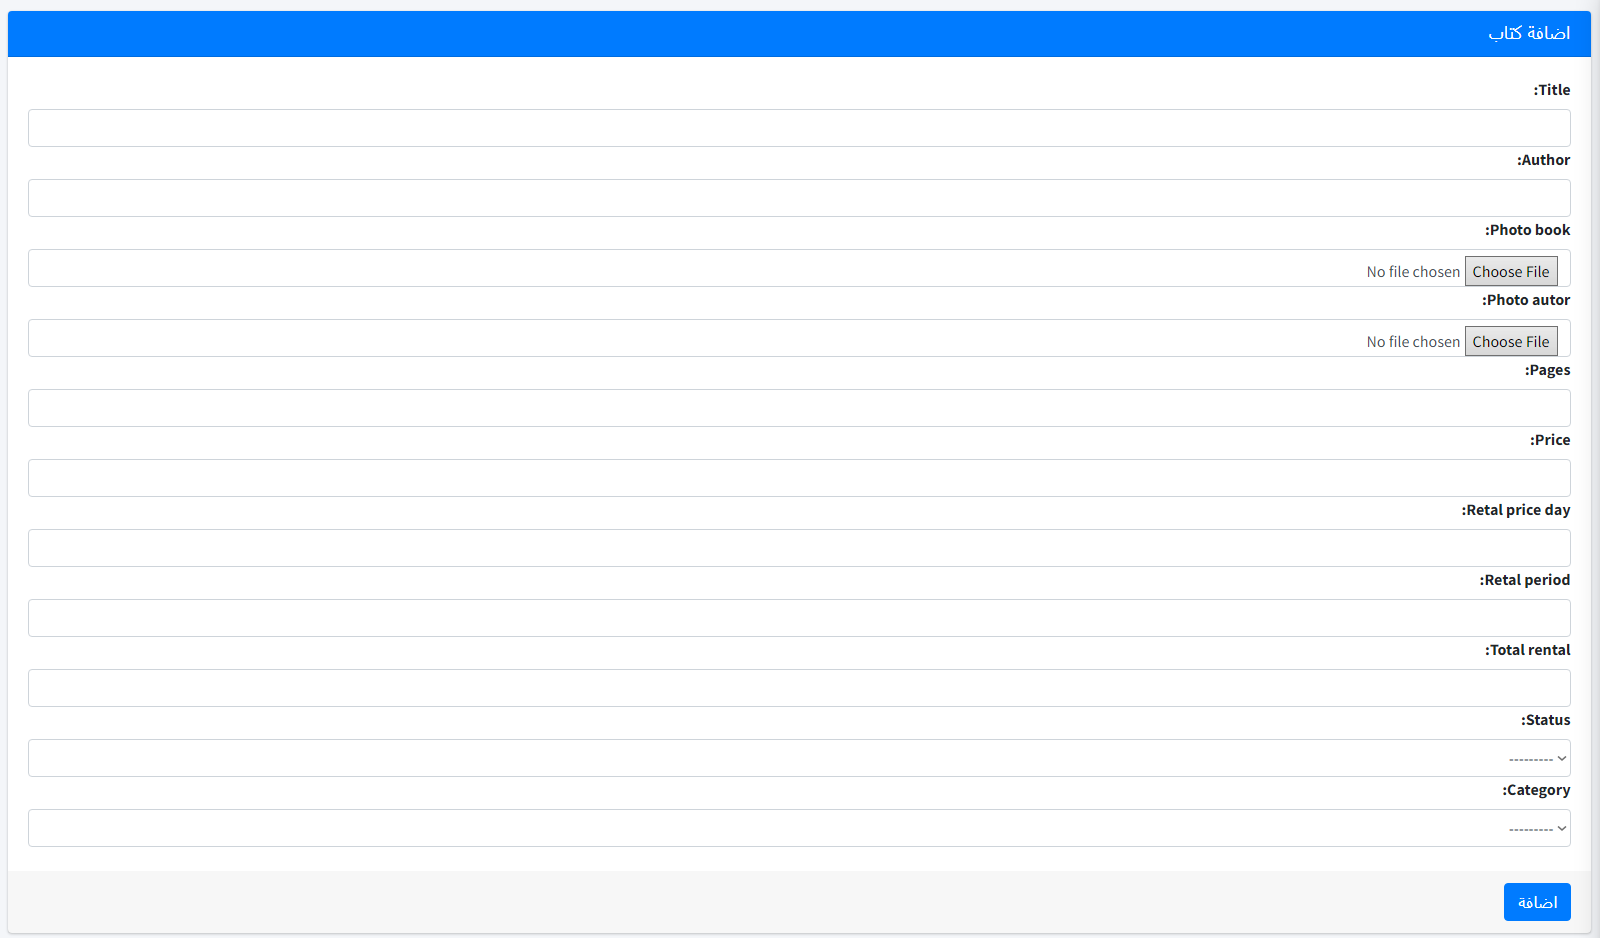 اضافة كتاب
Title:
Author:
Photo book:
Choose File No file chosen
Photo autor:
Choose File No file chosen
Pages:
Price:
Retal price day:
Retal period:
Total rental:
Status:
---------
Category:
---------
اضافة